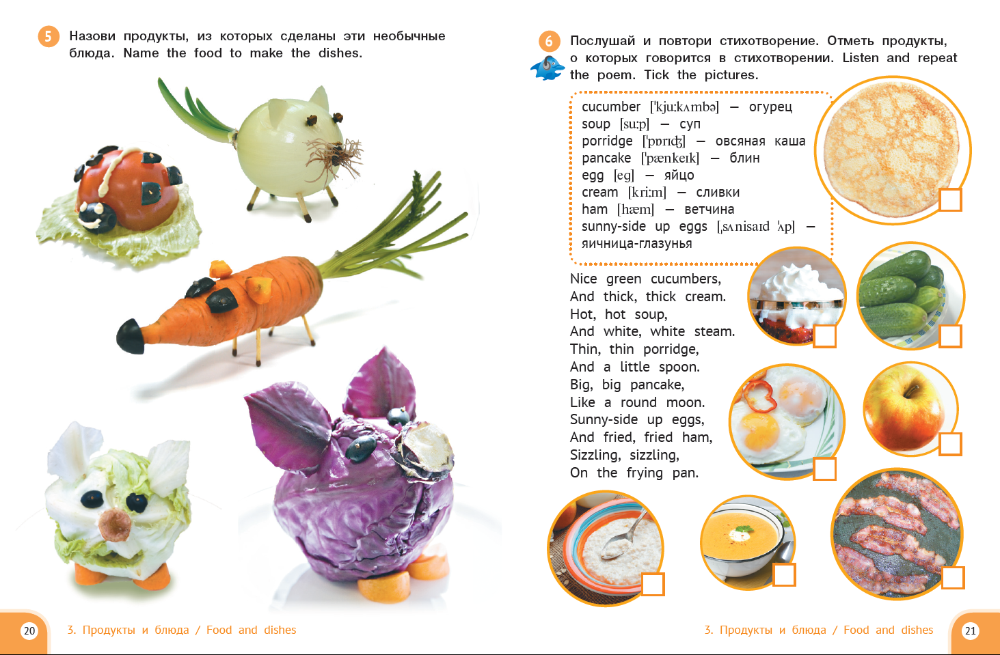 5 Назови продукты, из которых сделаны эти необычные
блюда. Name the food to make the dishes.
20 3. Продукты и блюда / Food and dishes
6 Послушай и повтори стихотворение. Отметь продукты,
о которых говорится в стихотворении. Listen and repeat
the poem. Tick the pictures.
cucumber [ˈkjuːkʌmbə] — огурец
soup [suːp] — суп
porridge [ˈpɒrɪʤ] — овсяная каша
pancake [ˈpænkeɪk] — блин
egg [eg] — яйцо
cream [kriːm] — сливки
ham [hæm] — ветчина
sunny-side up eggs [ˌsʌnisaɪd ˈʌp] —
яичница-глазунья
Nice green cucumbers,
And thick, thick cream.
Hot, hot soup,
And white, white steam.
Thin, thin porridge,
And a little spoon.
Big, big pancake,
Like a round moon.
Sunny-side up eggs,
And fried, fried ham,
Sizzling, sizzling,
On the frying pan.
3. Продукты и блюда / Food and dishes 21